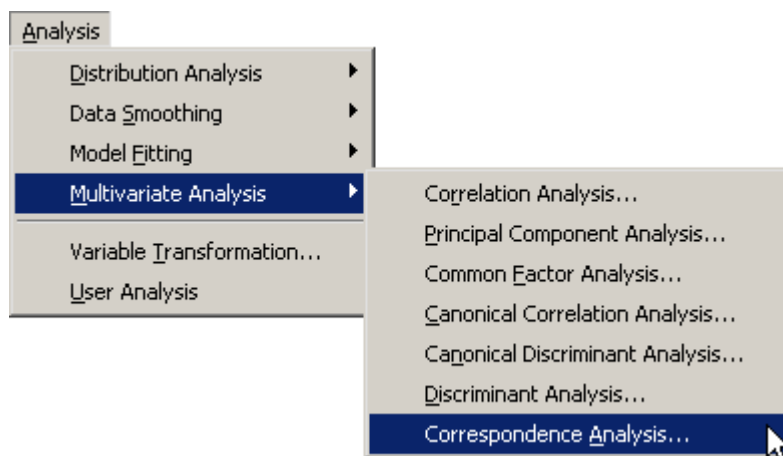 Analysis
Distribution Analysis
Data Smoothing
Model Fitting
Multivariate Analysis
Variable Transformation...
User Analysis
Correlation Analysis...
Principal Component Analysis...
Common Factor Analysis...
Canonical Correlation Analysis...
Canonical Discriminant Analysis...
Discriminant Analysis...
Correspondence Analysis...